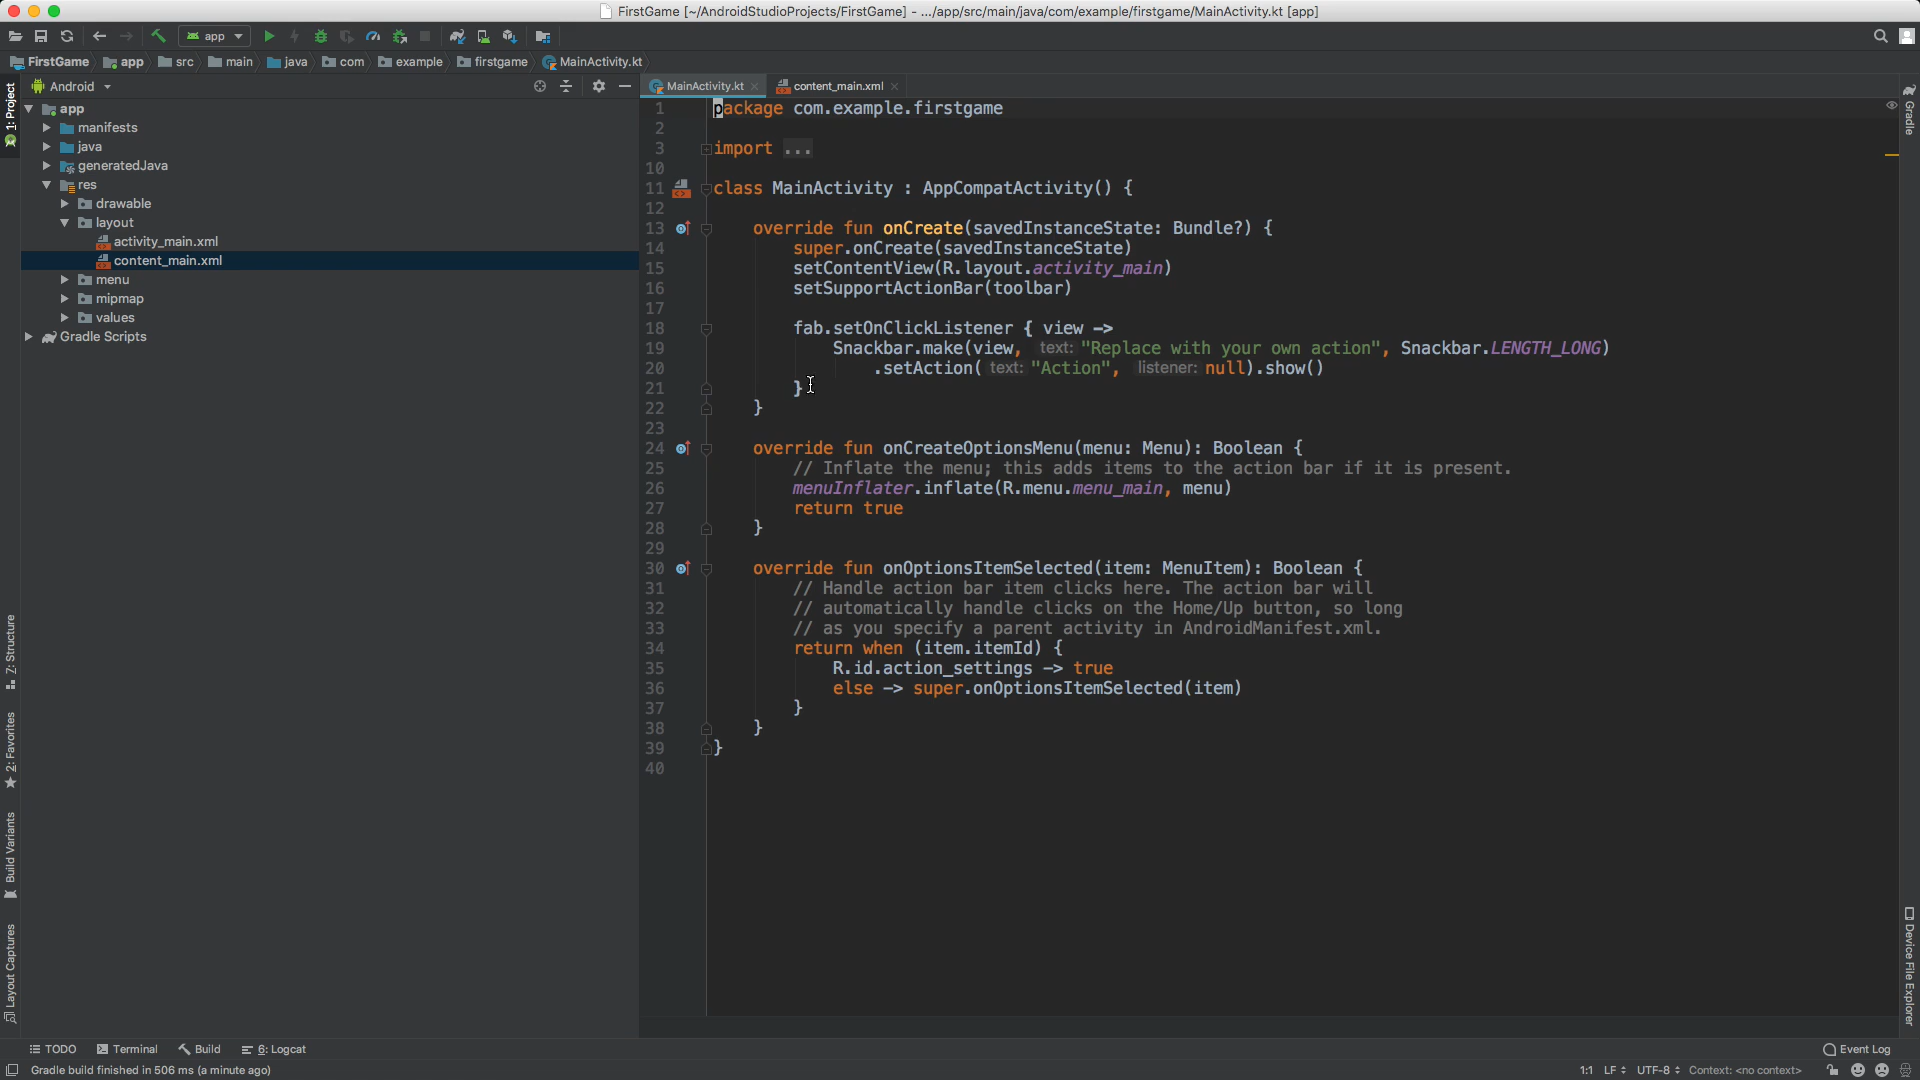 FirstGame [~/AndroidStudioProjects/FirstGame] - .../app/src/main/java/com/example/firstgame/MainActivity.kt [app]
app
FirstGame app src main java com example firstgame MainActivity.kt
1: Project
Android
MainActivity.kt
content_main.xml
Gradle
app
manifests
java
generatedJava
res
drawable
layout
activity_main.xml
content_main.xml
menu
mipmap
values
Gradle Scripts
1 package com.example.firstgame
2
3 import ...
10
11 class MainActivity : AppCompatActivity() {
12
13 override fun onCreate(savedInstanceState: Bundle?) {
14 super.onCreate(savedInstanceState)
15 setContentView(R.layout.activity_main)
16 setSupportActionBar(toolbar)
17
18 fab.setOnClickListener { view ->
19 Snackbar.make(view, text: "Replace with your own action", Snackbar.LENGTH_LONG)
20 .setAction( text: "Action", listener: null).show()
21 }
22 }
23
24 override fun onCreateOptionsMenu(menu: Menu): Boolean {
25 // Inflate the menu; this adds items to the action bar if it is present.
26 menuInflater.inflate(R.menu.menu_main, menu)
27 return true
28 }
29
30 override fun onOptionsItemSelected(item: MenuItem): Boolean {
31 // Handle action bar item clicks here. The action bar will
32 // automatically handle clicks on the Home/Up button, so long
33 // as you specify a parent activity in AndroidManifest.xml.
34 return when (item.itemId) {
35 R.id.action_settings -> true
36 else -> super.onOptionsItemSelected(item)
37 }
38 }
39 }
40
Z: Structure
2: Favorites
Build Variants
Layout Captures
Device File Explorer
TODO
Terminal
Build
6: Logcat
Event Log
Gradle build finished in 506 ms (a minute ago)
1:1 LF UTF-8 Context: <no context>